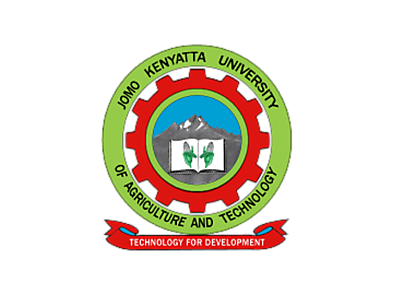 JOMO KENYATTA UNIVERSITY
OF AGRICULTURE AND TECHNOLOGY
TECHNOLOGY FOR DEVELOPMENT